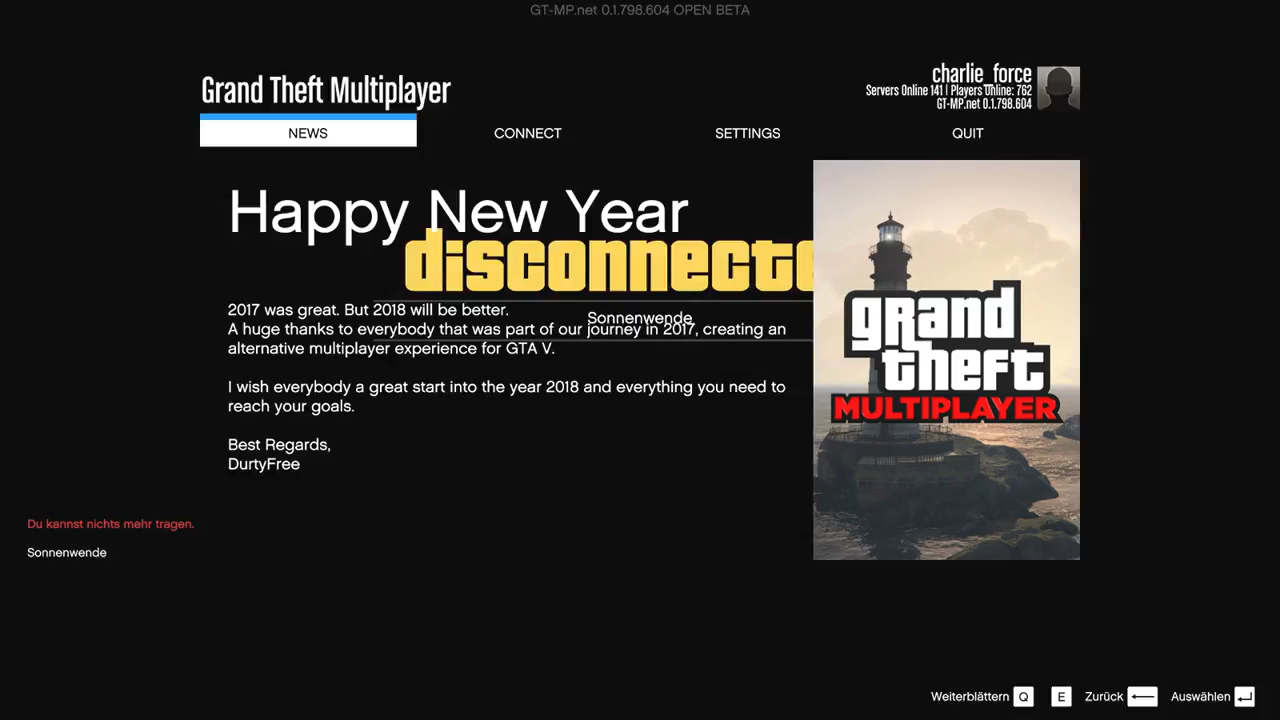 GT-MP.net 0.1.798.604 OPEN BETA
Grand Theft Multiplayer
charlie_force
Servers Online 141 | Players Online: 762
GT-MP.net 0.1.798.604
NEWS
CONNECT
SETTINGS
QUIT
Happy New Year
disconnecte
2017 was great. But 2018 will be better.
Sonnenwende
A huge thanks to everybody that was part of our journey in 2017, creating an
alternative multiplayer experience for GTA V.
I wish everybody a great start into the year 2018 and everything you need to
reach your goals.
Best Regards,
DurtyFree
grand
theft
MULTIPLAYER
Du kannst nichts mehr tragen.
Sonnenwende
Weiterblättern Q E Zurück Auswählen